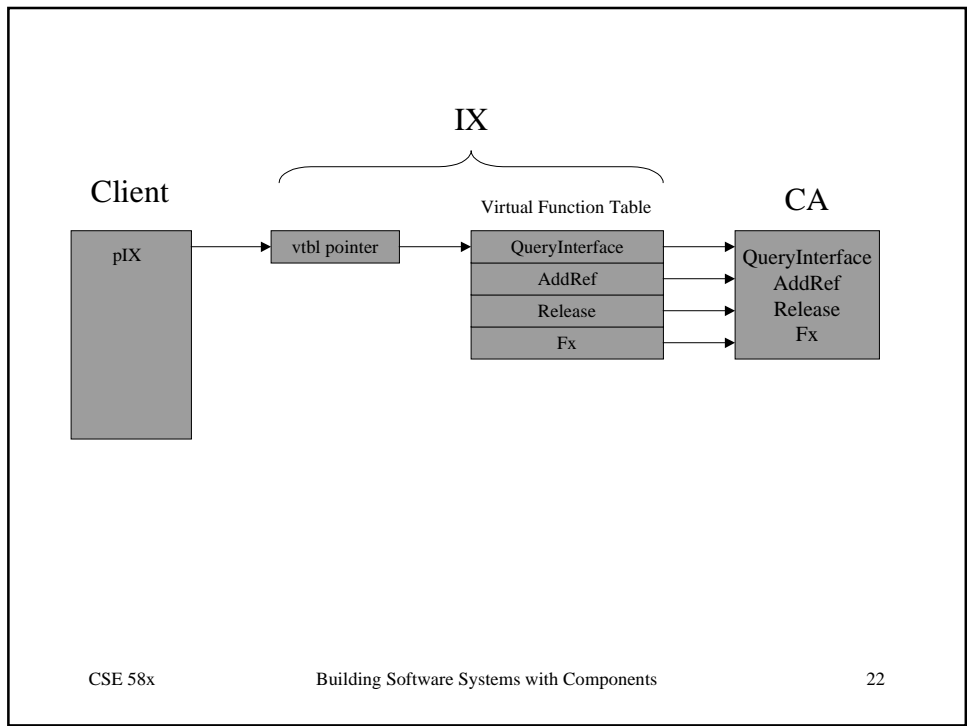 IX
Client
Virtual Function Table
CA
pIX
vtbl pointer
QueryInterface
AddRef
Release
Fx
QueryInterface
AddRef
Release
Fx
CSE 58x
Building Software Systems with Components
22